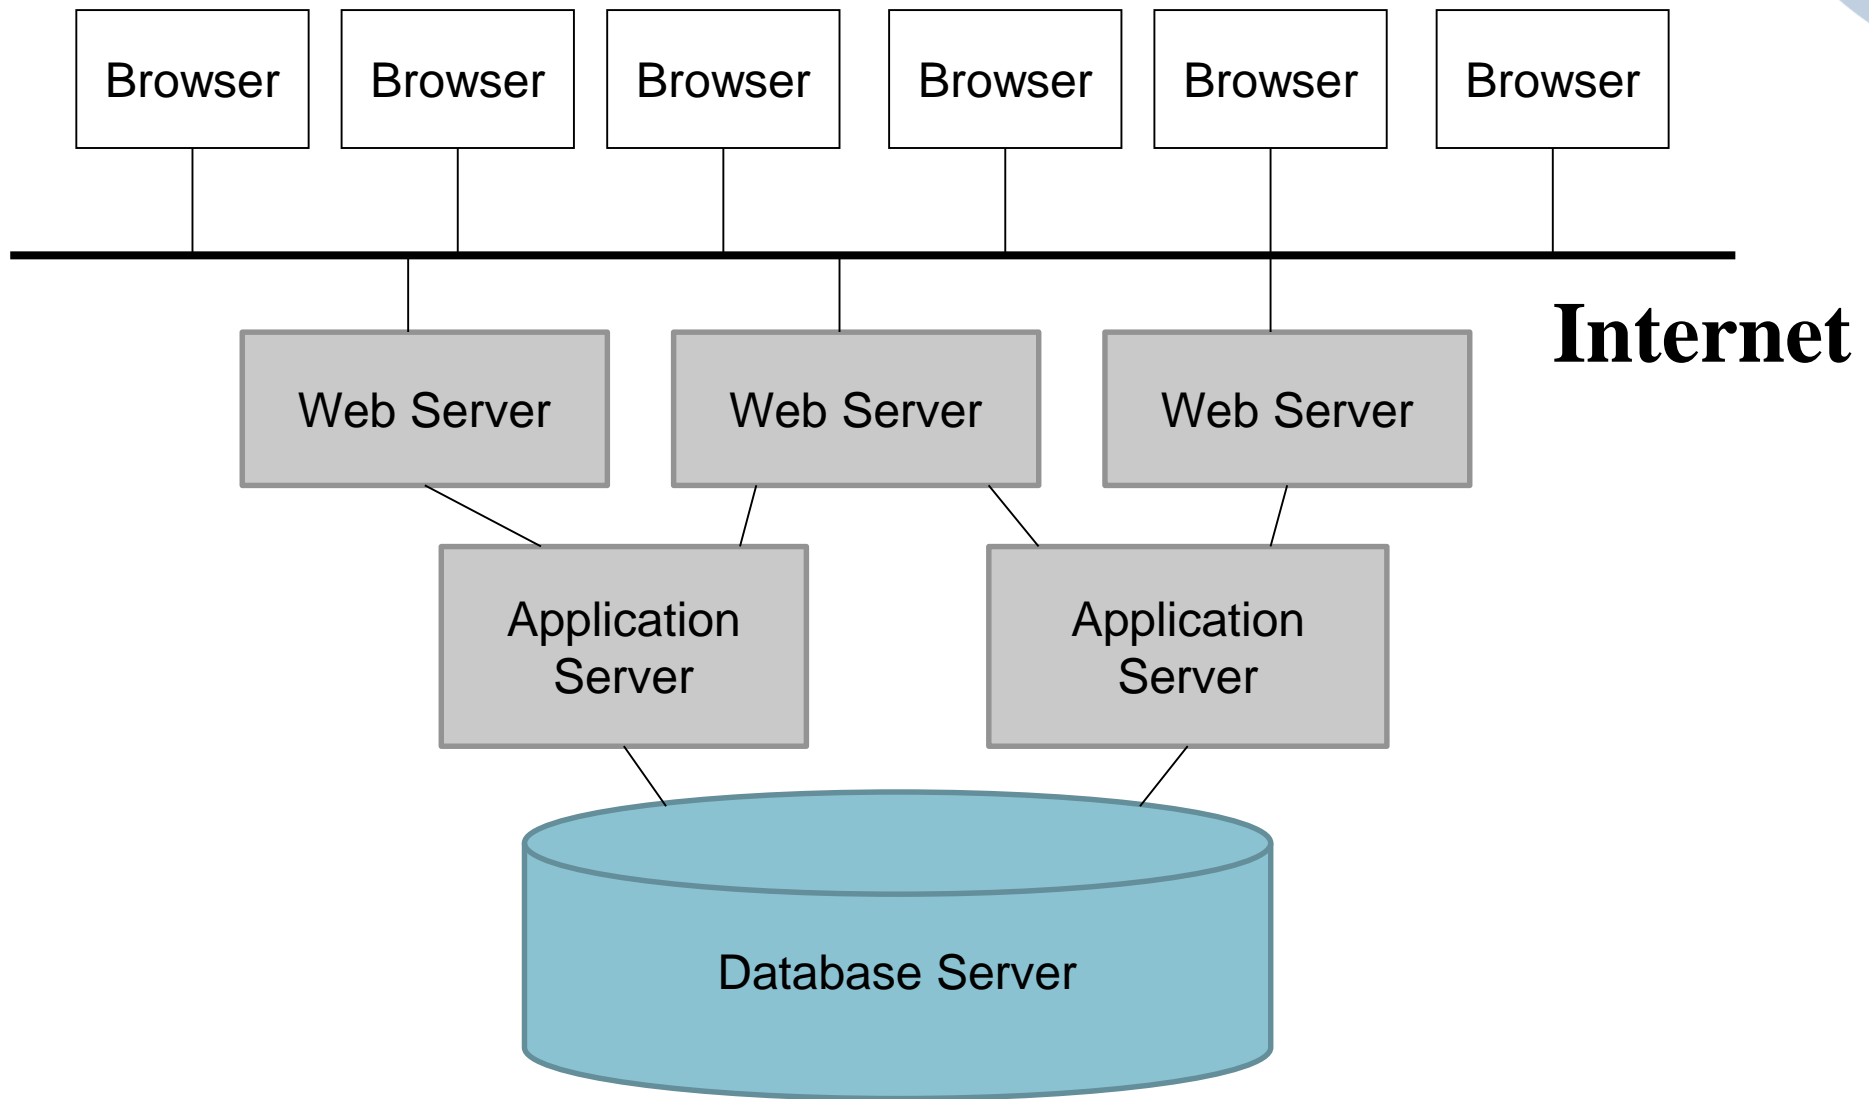 Browser
Browser
Browser
Browser
Browser
Browser
Internet
Web Server
Web Server
Web Server
Application
Server
Application
Server
Database Server